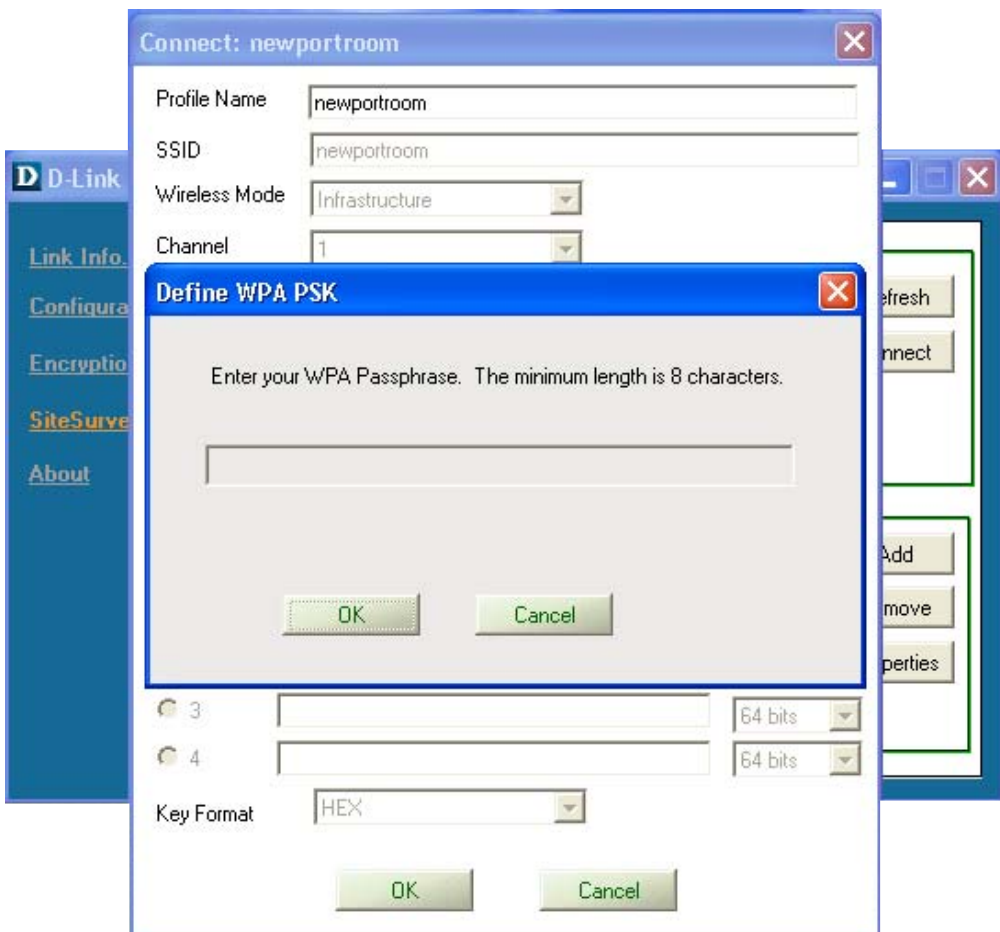 Connect: newportroom
Profile Name newportroom
SSID newportroom
Wireless Mode Infrastructure
Channel 1
D D-Link
Link Info.
Configura
Encryptio
SiteSurve
About
Define WPA PSK
Enter your WPA Passphrase. The minimum length is 8 characters.
OK Cancel
efresh
nnect
Add
move
perties
3 64 bits
4 64 bits
Key Format HEX
OK Cancel